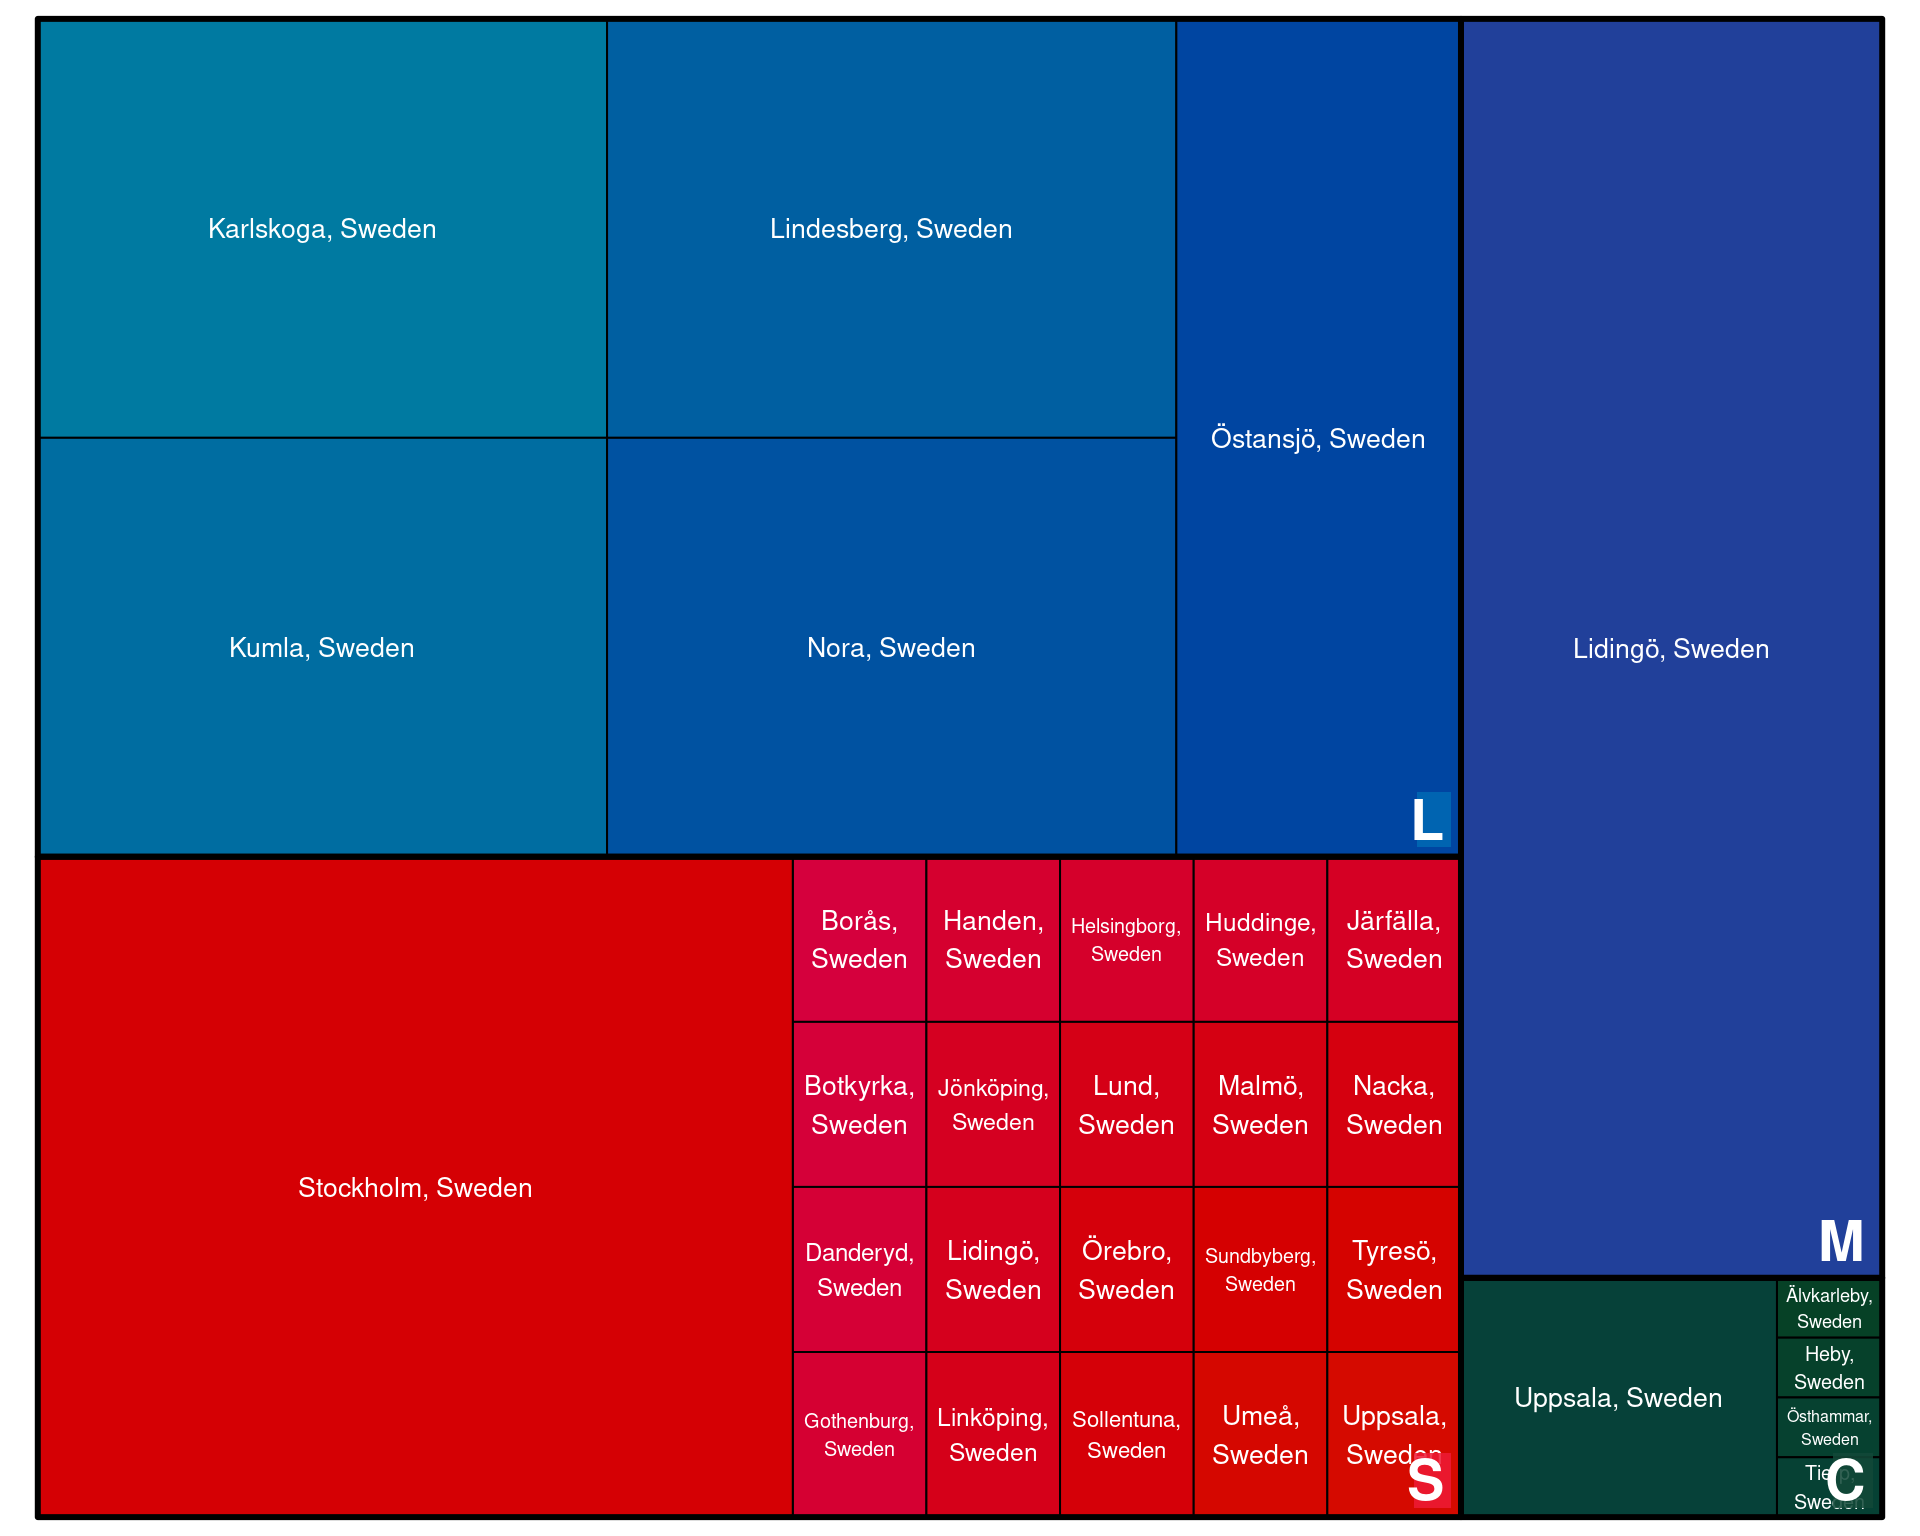 Karlskoga, Sweden
Lindesberg, Sweden
Östansjö, Sweden
Kumla, Sweden
Nora, Sweden
L
Lidingö, Sweden
M
Stockholm, Sweden
Borås,
Sweden
Handen,
Sweden
Helsingborg,
Sweden
Huddinge,
Sweden
Järfälla,
Sweden
Botkyrka,
Sweden
Jönköping,
Sweden
Lund,
Sweden
Malmö,
Sweden
Nacka,
Sweden
Danderyd,
Sweden
Lidingö,
Sweden
Örebro,
Sweden
Sundbyberg,
Sweden
Tyresö,
Sweden
Gothenburg,
Sweden
Linköping,
Sweden
Sollentuna,
Sweden
Umeå,
Sweden
Uppsala,
Sweden
S
Uppsala, Sweden
Älvkarleby,
Sweden
Heby,
Sweden
Östhammar,
Sweden
Tierp,
Sweden
C